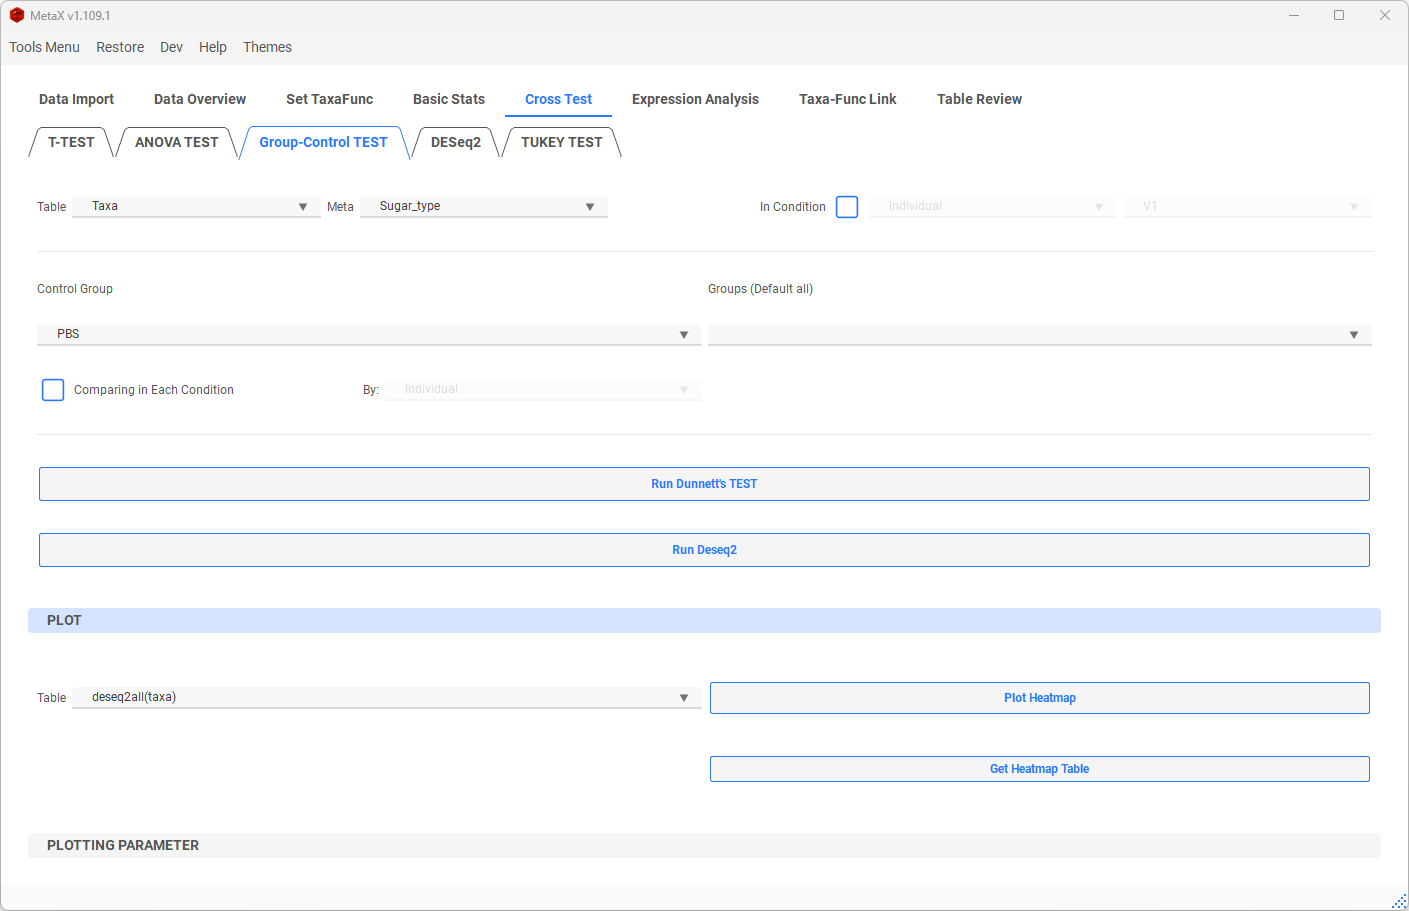 MetaX v1.109.1
Tools Menu Restore Dev Help Themes
Data Import Data Overview Set TaxaFunc Basic Stats Cross Test Expression Analysis Taxa-Func Link Table Review
T-TEST ANOVA TEST Group-Control TEST DESeq2 TUKEY TEST
Table Taxa Meta Sugar_type In Condition Individual V1
Control Group Groups (Default all)
PBS
Comparing in Each Condition By: Individual
Run Dunnett's TEST
Run Deseq2
PLOT
Table deseq2all(taxa) Plot Heatmap
Get Heatmap Table
PLOTTING PARAMETER